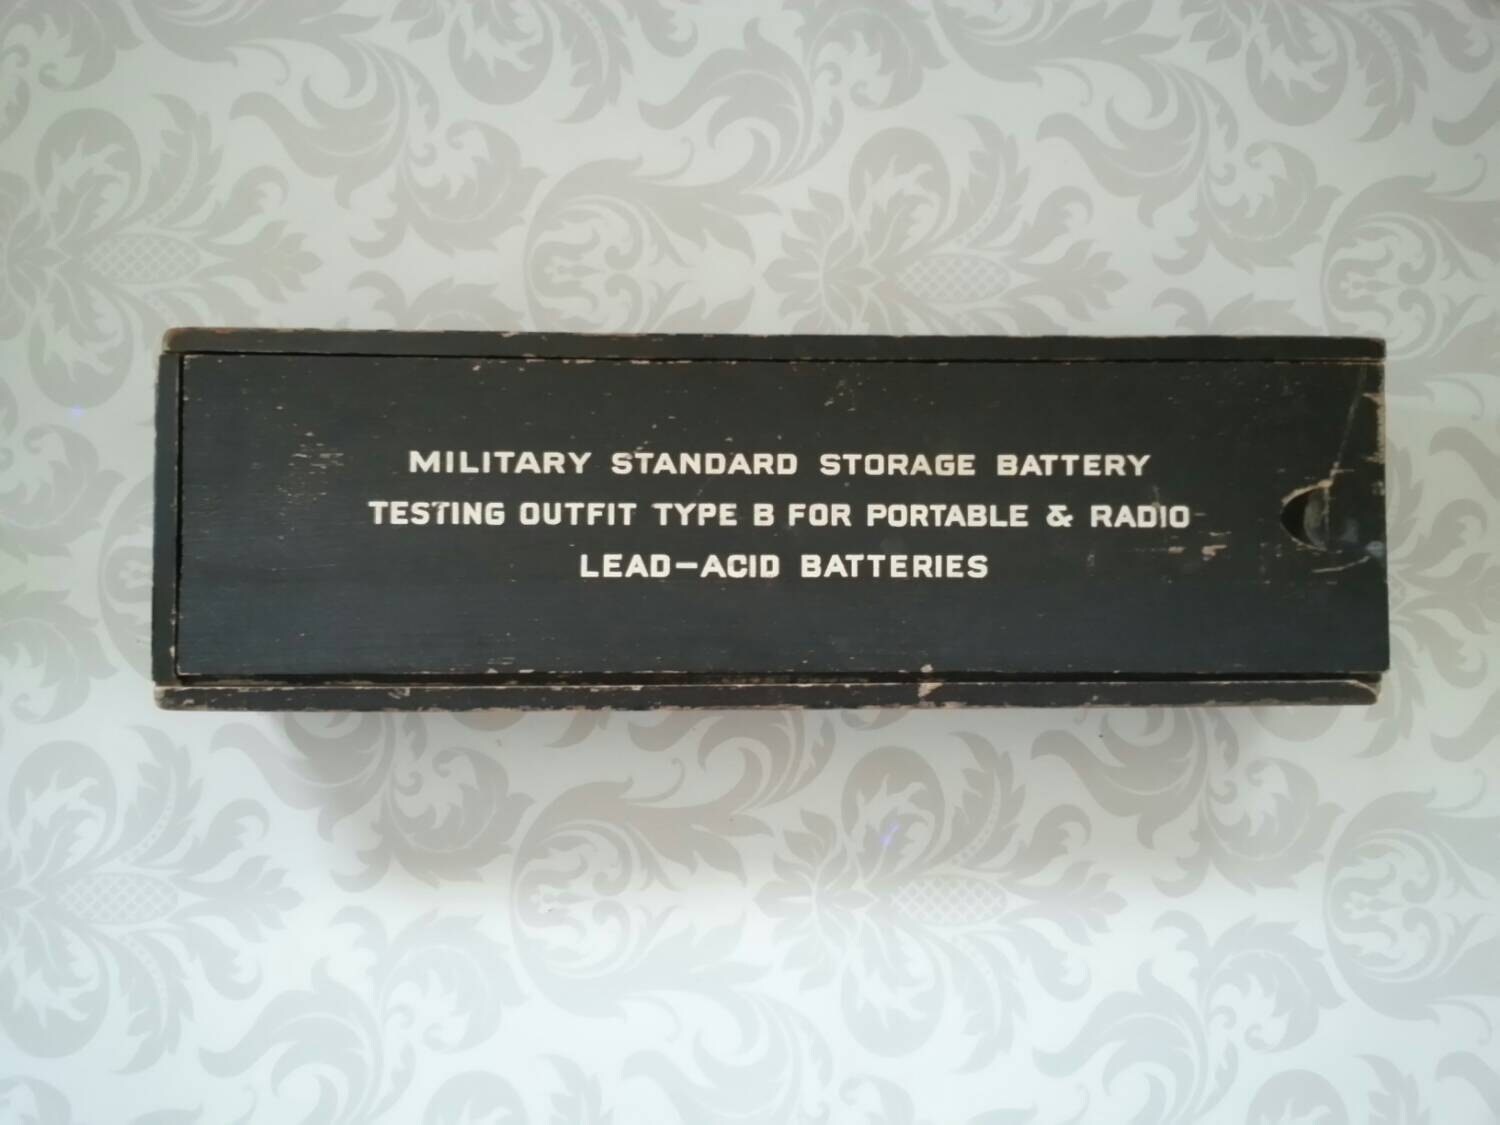 MILITARY STANDARD STORAGE BATTERY
TESTING OUTFIT TYPE B FOR PORTABLE & RADIO
LEAD-ACID BATTERIES